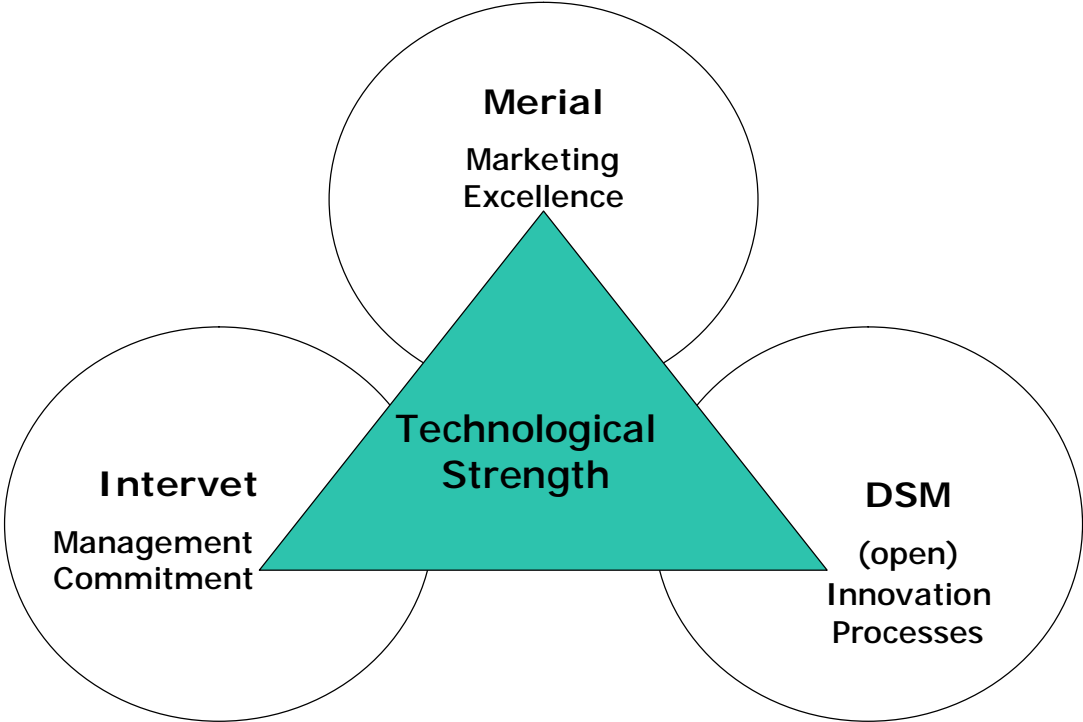 Merial
Marketing
Excellence
Technological
Strength
Intervet
Management
Commitment
DSM
(open)
Innovation
Processes